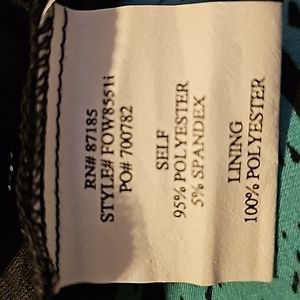 RN# 87185
STYLE# FOW8551i
PO# 700782
SELF
95% POLYESTER
5% SPANDEX
LINING
100% POLYESTER